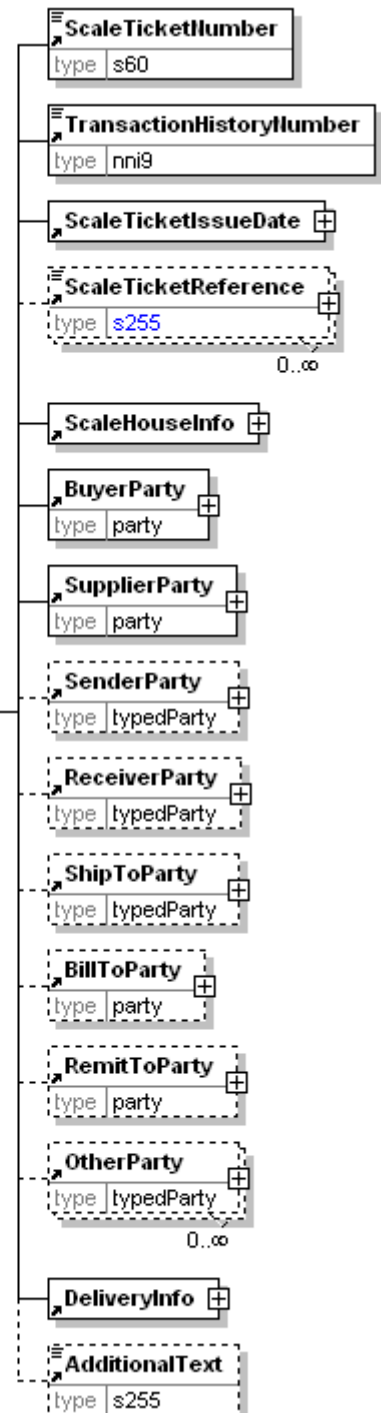 ScaleTicketNumber
type s60
TransactionHistoryNumber
type nni9
ScaleTicketIssueDate
ScaleTicketReference
type s255
0..∞
ScaleHouseInfo
BuyerParty
type party
SupplierParty
type party
SenderParty
type typedParty
ReceiverParty
type typedParty
ShipToParty
type typedParty
BillToParty
type party
RemitToParty
type party
OtherParty
type typedParty
0..∞
DeliveryInfo
AdditionalText
type s255